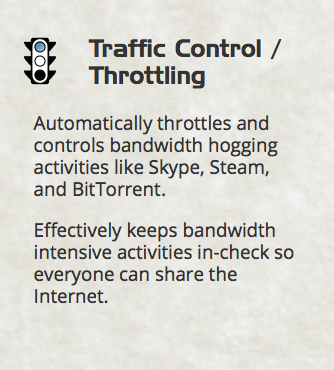 Traffic Control /
Throttling
Automatically throttles and
controls bandwidth hogging
activities like Skype, Steam,
and BitTorrent.
Effectively keeps bandwidth
intensive activities in-check so
everyone can share the
Internet.